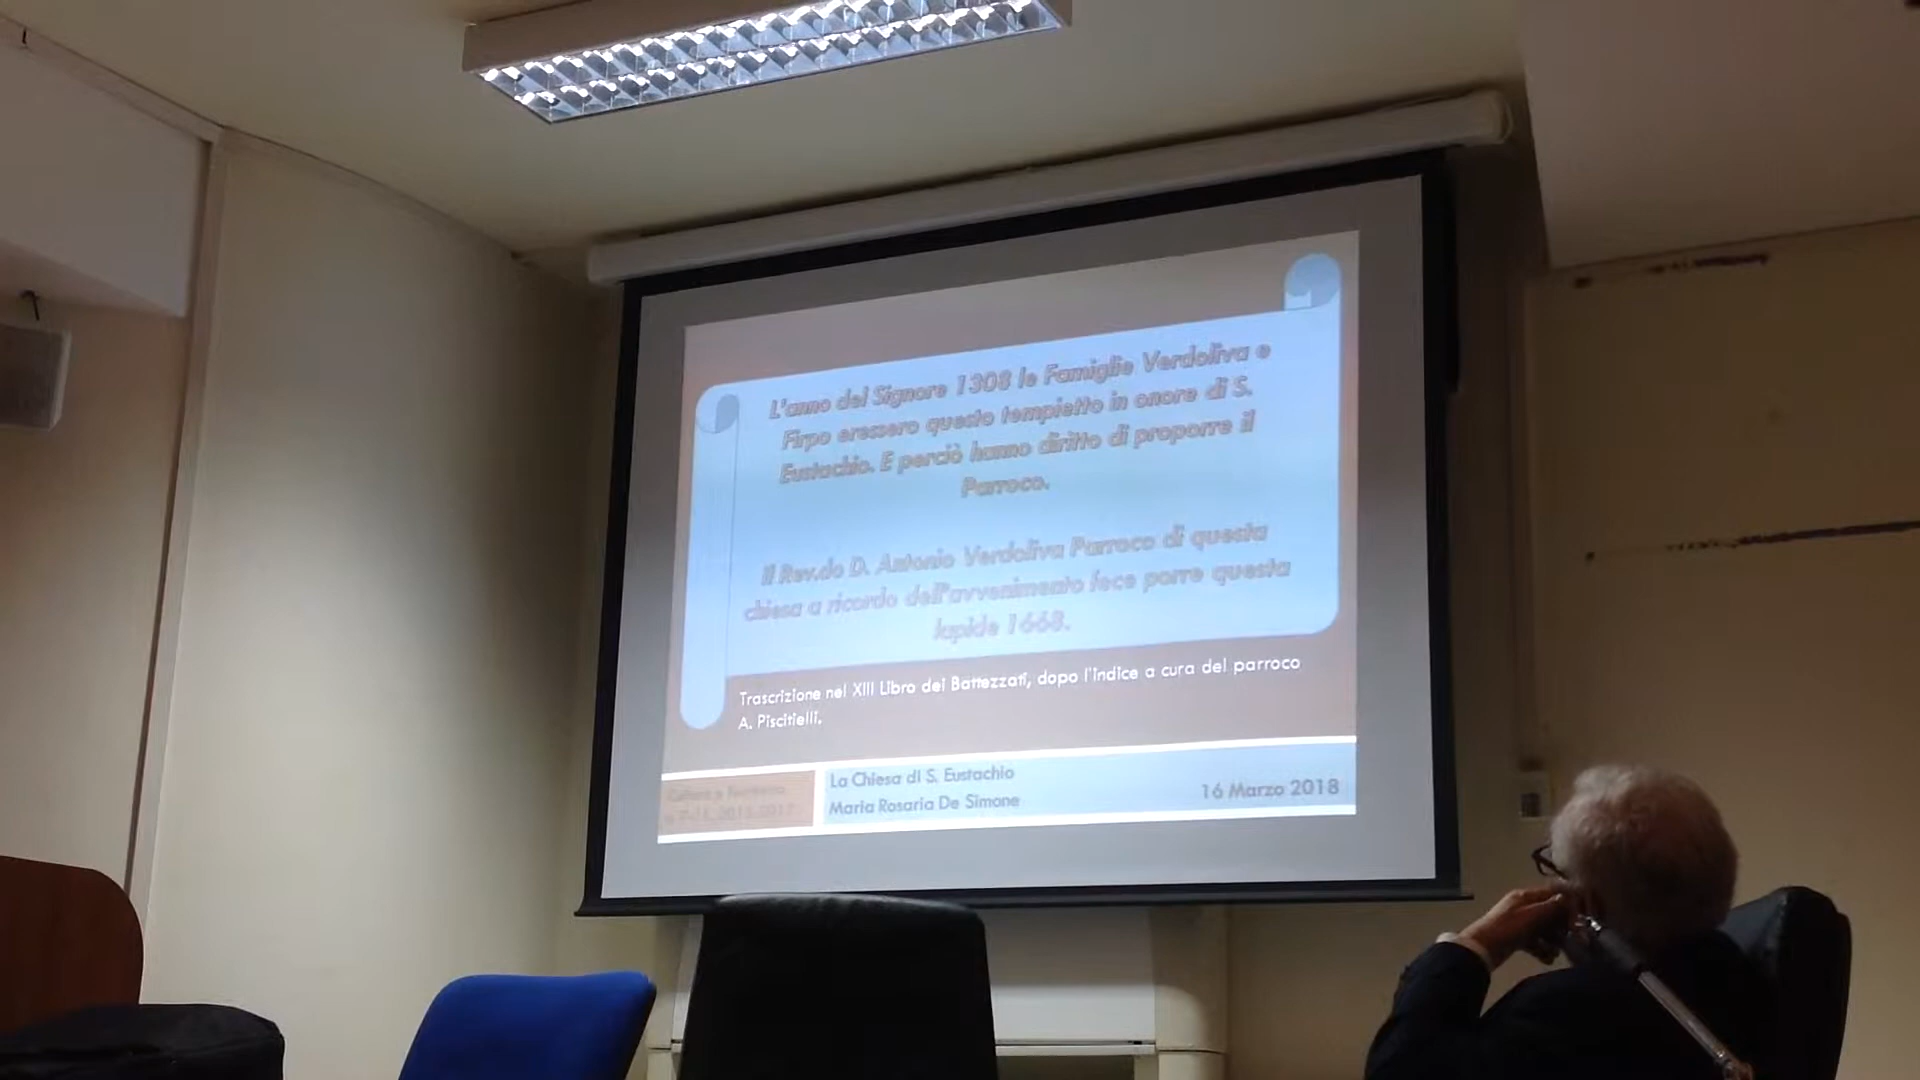 L'anno del Signore 1308 le Famiglie Verdoliva e
Firpo eressero questo tempietto in onore di S.
Eustachio. E perciò hanno diritto di proporre il
Parroco.
Il Rev.do D. Antonio Verdoliva Parroco di questa
chiesa a ricordo dell'avvenimento fece porre questa
lapide 1668.
Trascrizione nel XIII Libro dei Battezzati, dopo l'indice a cura del parroco
A. Piscitielli.
La Chiesa di S. Eustachio
Maria Rosaria De Simone
16 Marzo 2018